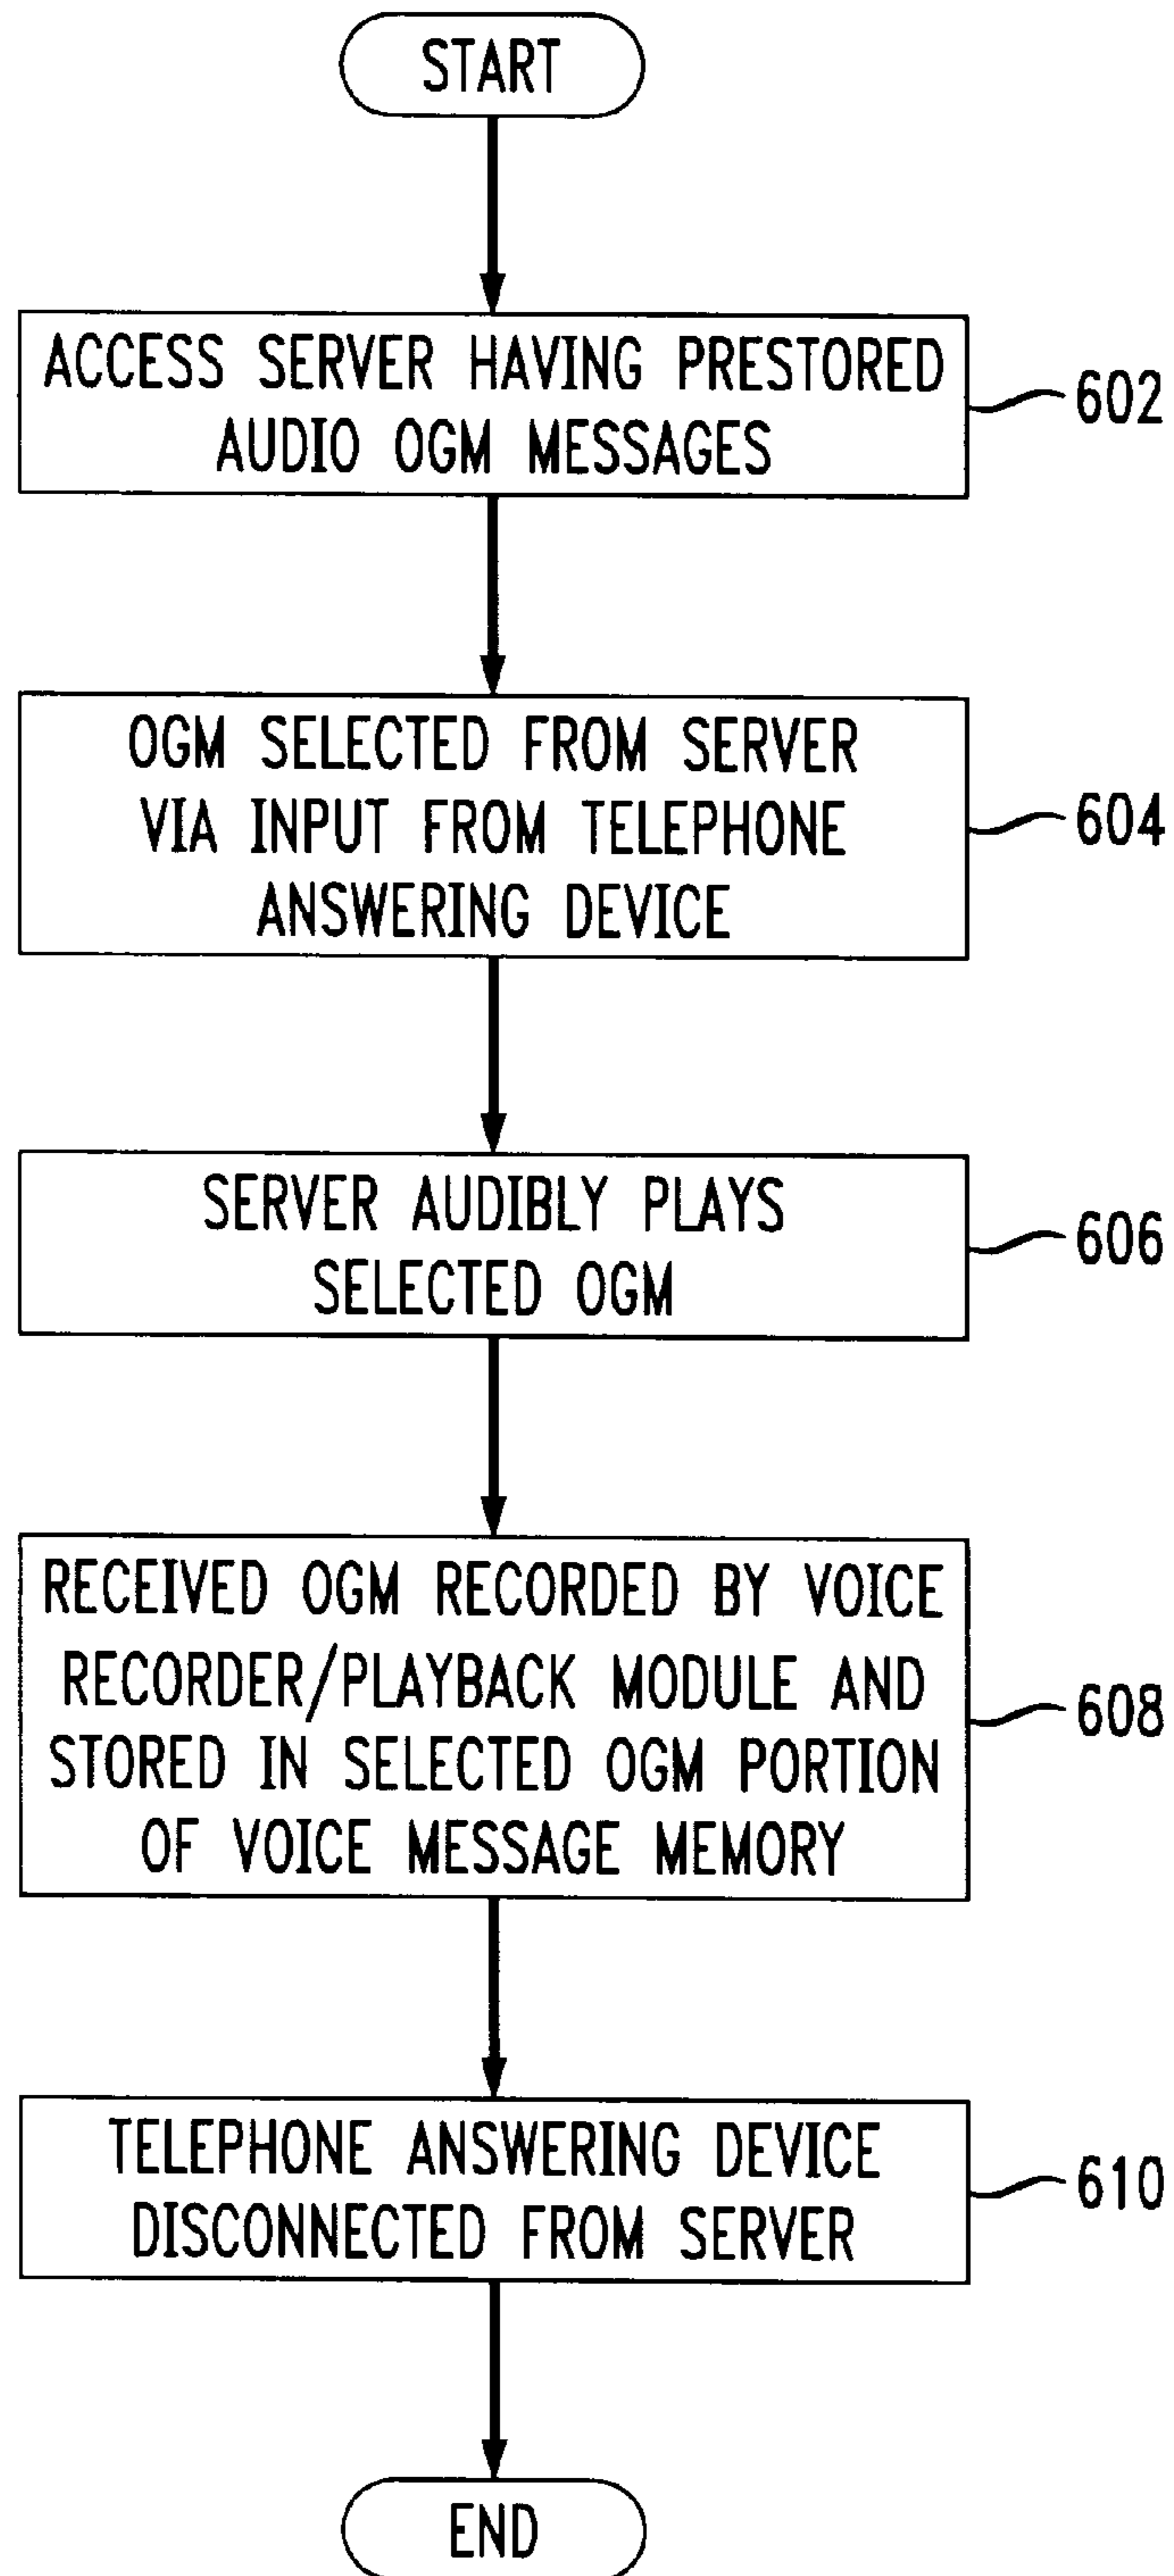 START
ACCESS SERVER HAVING PRESTORED
AUDIO OGM MESSAGES
602
OGM SELECTED FROM SERVER
VIA INPUT FROM TELEPHONE
ANSWERING DEVICE
604
SERVER AUDIBLY PLAYS
SELECTED OGM
606
RECEIVED OGM RECORDED BY VOICE
RECORDER/PLAYBACK MODULE AND
STORED IN SELECTED OGM PORTION
OF VOICE MESSAGE MEMORY
608
TELEPHONE ANSWERING DEVICE
DISCONNECTED FROM SERVER
610
END